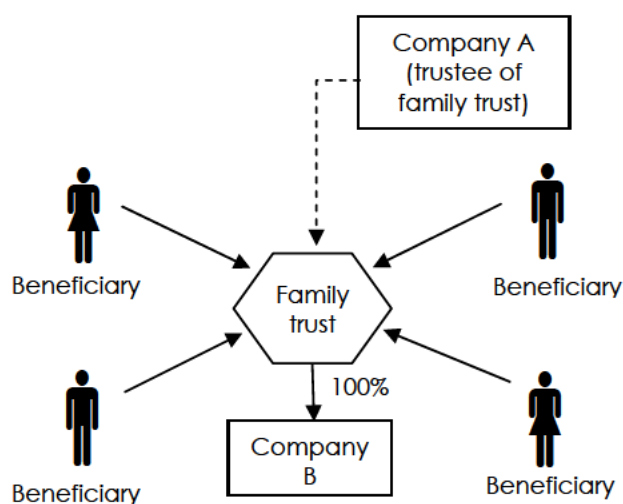 Company A
(trustee of
family trust)
Beneficiary
Beneficiary
Family
trust
100%
Company
B
Beneficiary
Beneficiary